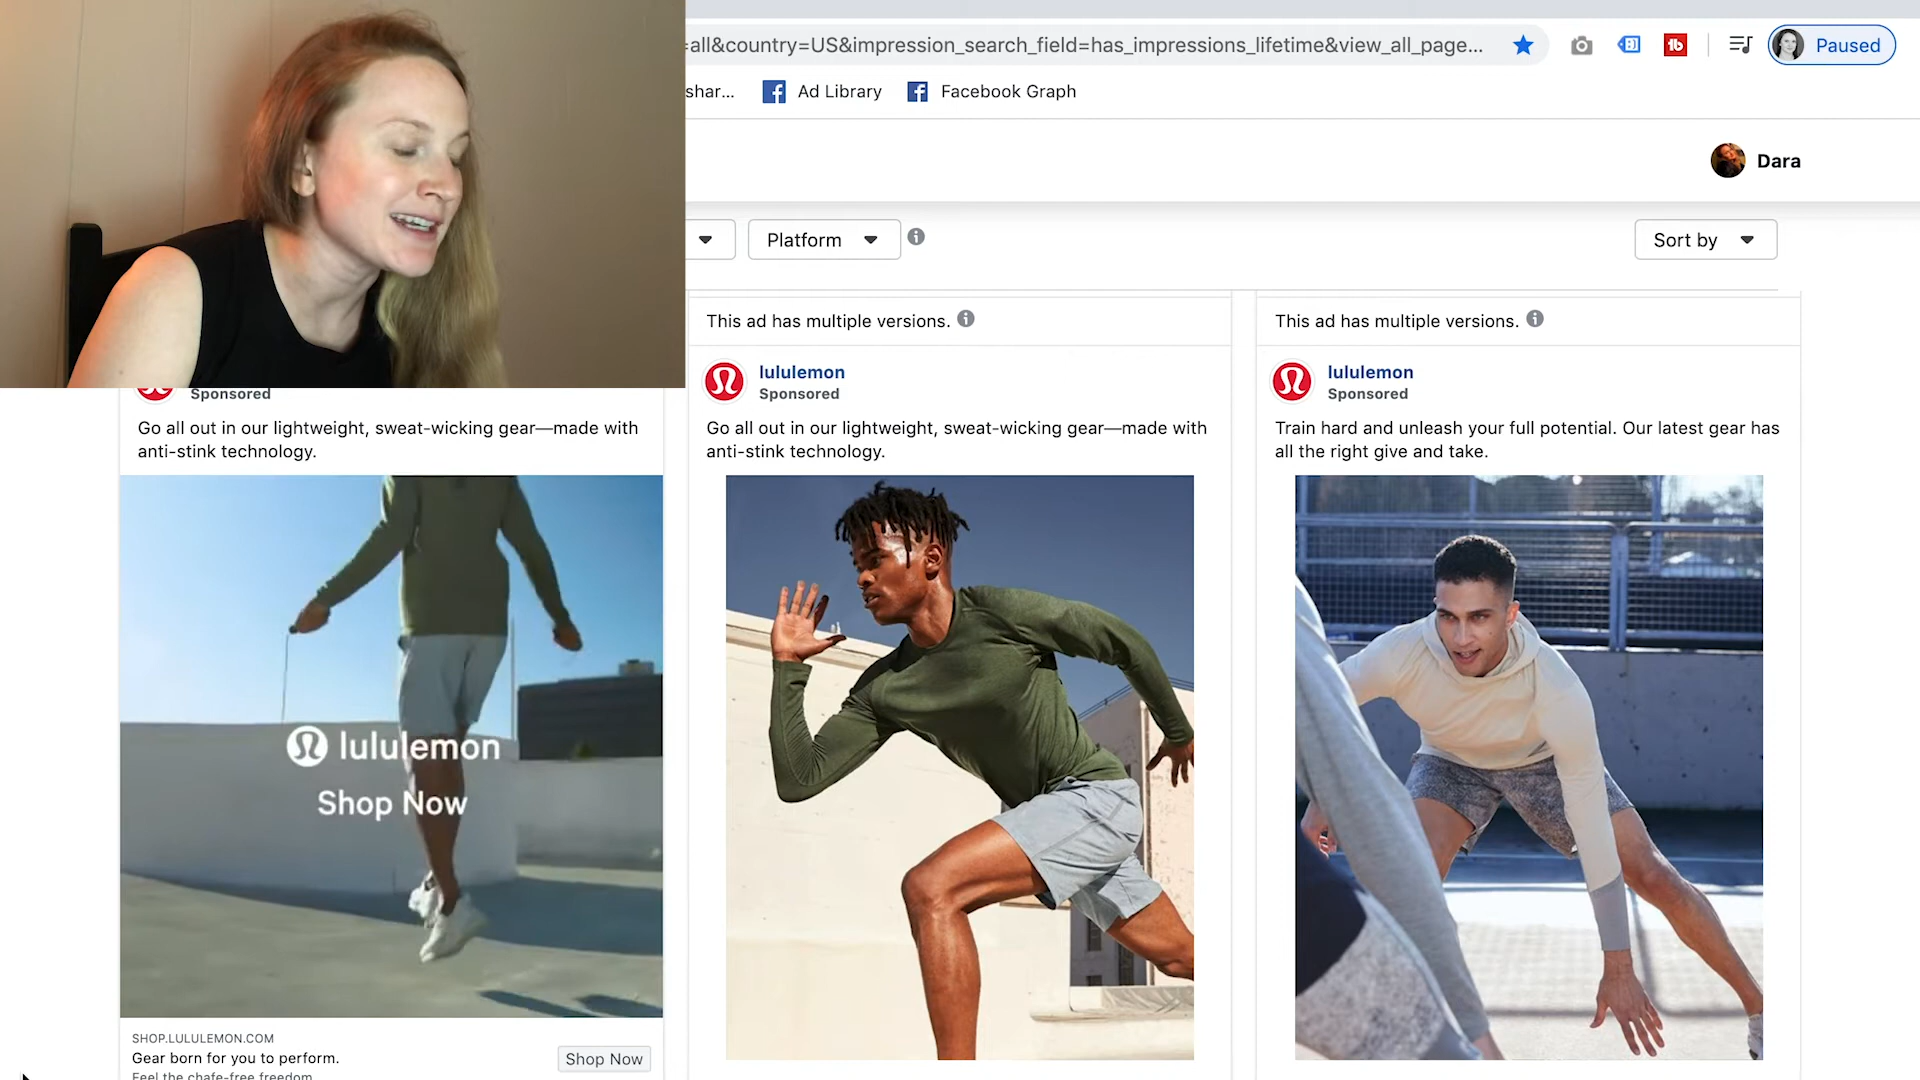 =all&country=US&impression_search_field=has_impressions_lifetime&view_all_page...
Paused
shar...
Ad Library
Facebook Graph
Dara
Platform
Sort by
Sponsored
Go all out in our lightweight, sweat-wicking gear—made with
anti-stink technology.
lululemon
Shop Now
SHOP.LULULEMON.COM
Gear born for you to perform.
Feel the chafe-free freedom
Shop Now
This ad has multiple versions.
lululemon
Sponsored
Go all out in our lightweight, sweat-wicking gear—made with
anti-stink technology.
This ad has multiple versions.
lululemon
Sponsored
Train hard and unleash your full potential. Our latest gear has
all the right give and take.